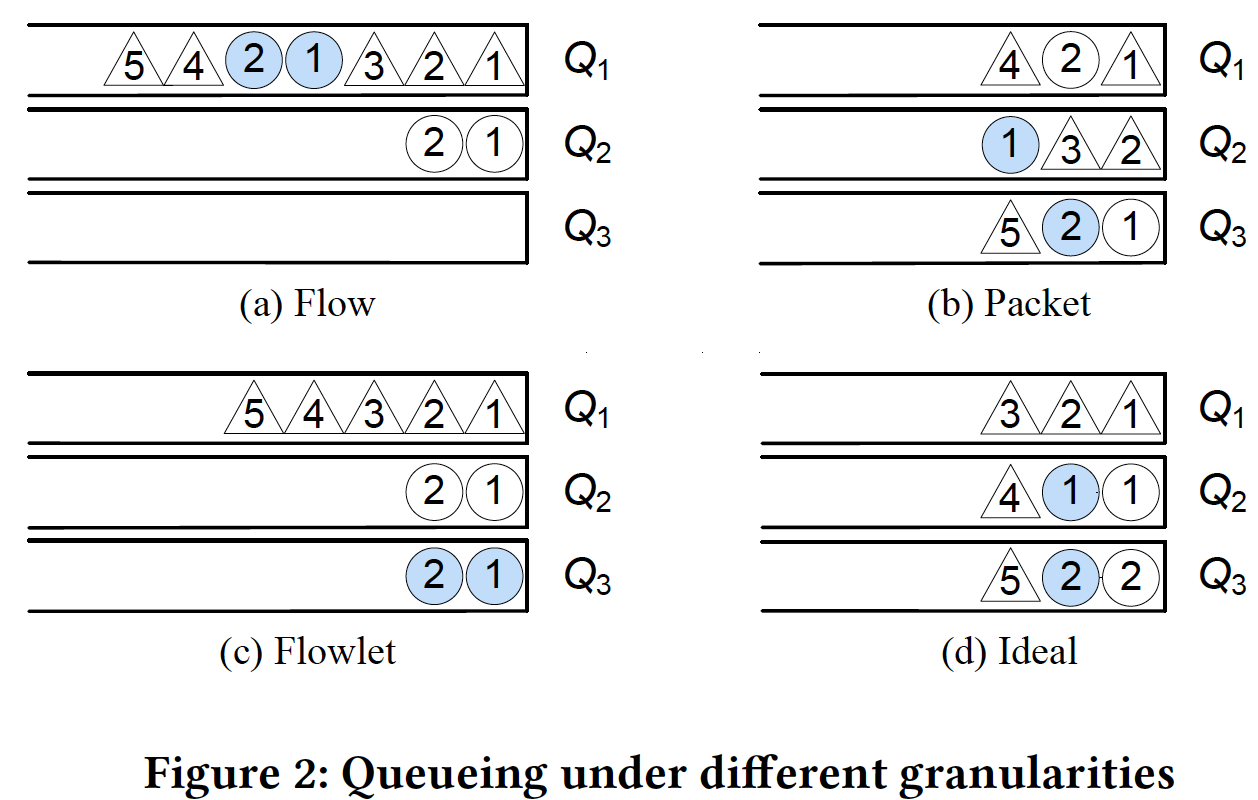 5 4 2 1 3 2 1 Q1
2 1 Q2
Q3
(a) Flow
4 2 1 Q1
1 3 2 Q2
5 2 1 Q3
(b) Packet
5 4 3 2 1 Q1
2 1 Q2
2 1 Q3
(c) Flowlet
3 2 1 Q1
4 1 1 Q2
5 2 2 Q3
(d) Ideal
Figure 2: Queueing under different granularities